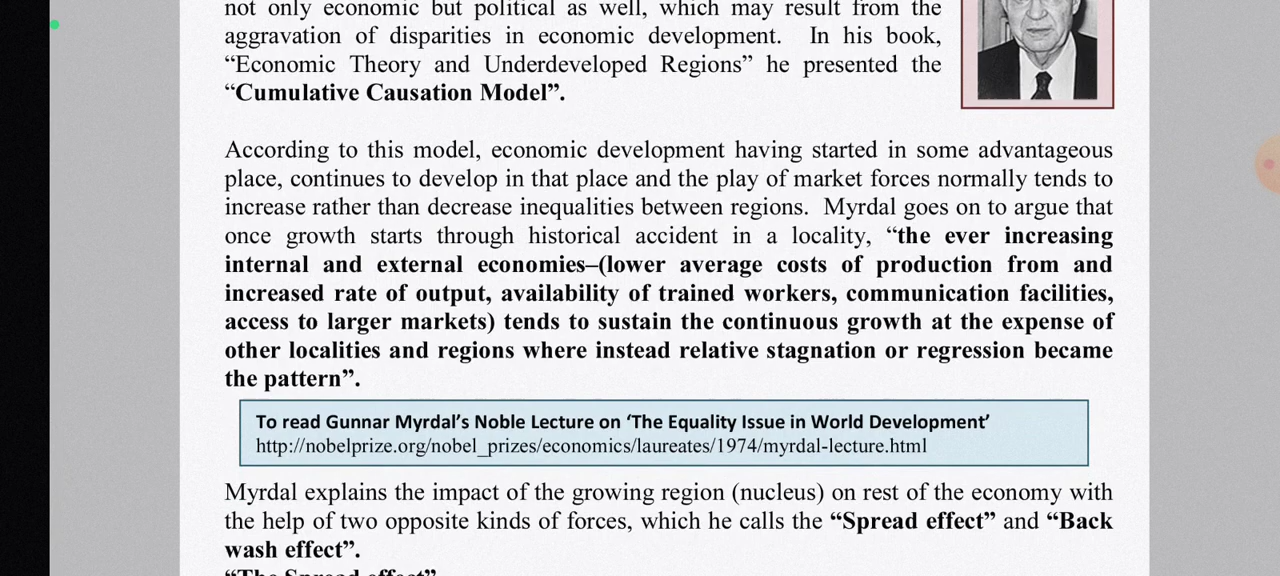 not only economic but political as well, which may result from the
aggravation of disparities in economic development. In his book,
“Economic Theory and Underdeveloped Regions” he presented the
“Cumulative Causation Model”.
According to this model, economic development having started in some advantageous
place, continues to develop in that place and the play of market forces normally tends to
increase rather than decrease inequalities between regions. Myrdal goes on to argue that
once growth starts through historical accident in a locality, “the ever increasing
internal and external economies–(lower average costs of production from and
increased rate of output, availability of trained workers, communication facilities,
access to larger markets) tends to sustain the continuous growth at the expense of
other localities and regions where instead relative stagnation or regression became
the pattern”.
To read Gunnar Myrdal’s Noble Lecture on ‘The Equality Issue in World Development’
http://nobelprize.org/nobel_prizes/economics/laureates/1974/myrdal-lecture.html
Myrdal explains the impact of the growing region (nucleus) on rest of the economy with
the help of two opposite kinds of forces, which he calls the “Spread effect” and “Back
wash effect”.
“The Spread effect”